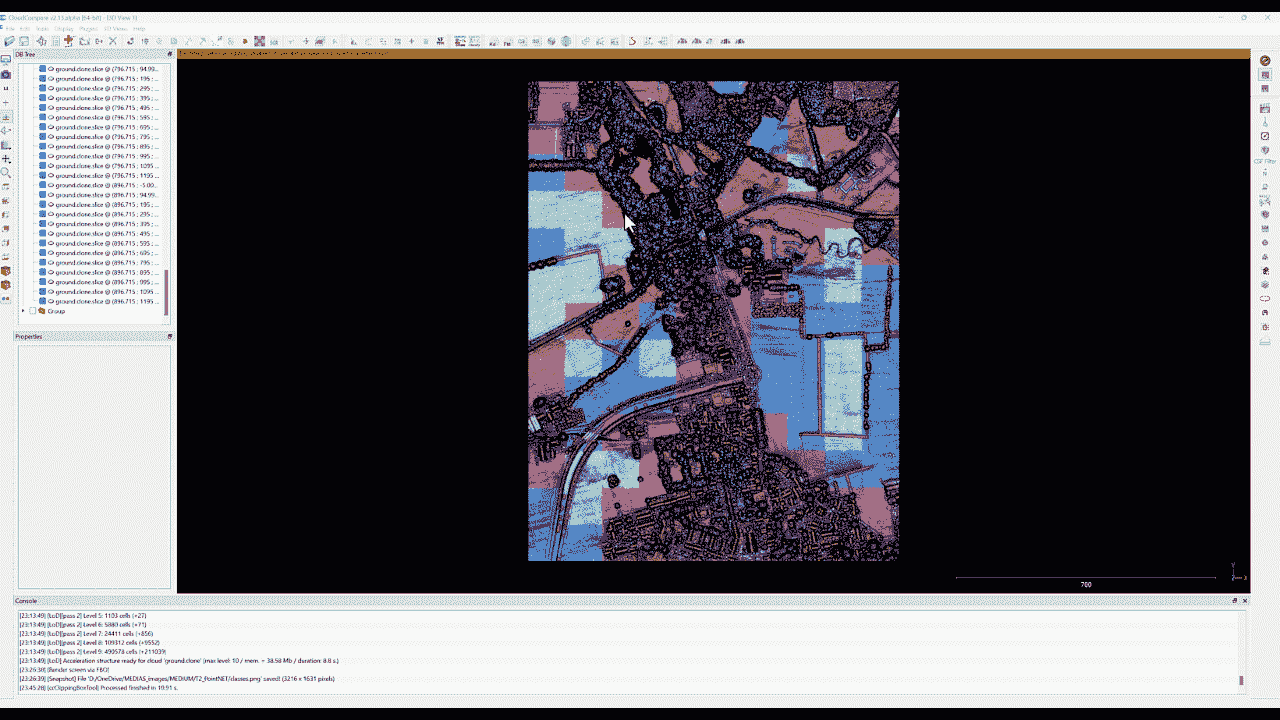 CloudCompare v2.13.alpha (64-bit) - [3D View 1]
File Edit Tools Display Plugins 3D Views Help
DB Tree
ground.clone.slice @ (796.715 ; 94.99...
ground.clone.slice @ (796.715 ; 195 ; ...
ground.clone.slice @ (796.715 ; 295 ; ...
ground.clone.slice @ (796.715 ; 395 ; ...
ground.clone.slice @ (796.715 ; 495 ; ...
ground.clone.slice @ (796.715 ; 595 ; ...
ground.clone.slice @ (796.715 ; 695 ; ...
ground.clone.slice @ (796.715 ; 795 ; ...
ground.clone.slice @ (796.715 ; 895 ; ...
ground.clone.slice @ (796.715 ; 995 ; ...
ground.clone.slice @ (796.715 ; 1095 ...
ground.clone.slice @ (796.715 ; 1195 ...
ground.clone.slice @ (896.715 ; -5.00...
ground.clone.slice @ (896.715 ; 94.99...
ground.clone.slice @ (896.715 ; 195 ; ...
ground.clone.slice @ (896.715 ; 295 ; ...
ground.clone.slice @ (896.715 ; 395 ; ...
ground.clone.slice @ (896.715 ; 495 ; ...
ground.clone.slice @ (896.715 ; 595 ; ...
ground.clone.slice @ (896.715 ; 695 ; ...
ground.clone.slice @ (896.715 ; 795 ; ...
ground.clone.slice @ (896.715 ; 895 ; ...
ground.clone.slice @ (896.715 ; 995 ; ...
ground.clone.slice @ (896.715 ; 1095 ...
ground.clone.slice @ (896.715 ; 1195 ...
Group
Properties
CSF Filter
700
Console
[23:13:49] [LoD][pass 2] Level 5: 1103 cells (+27)
[23:13:49] [LoD][pass 2] Level 6: 5880 cells (+71)
[23:13:49] [LoD][pass 2] Level 7: 24411 cells (+856)
[23:13:49] [LoD][pass 2] Level 8: 109312 cells (+9552)
[23:13:49] [LoD][pass 2] Level 9: 490578 cells (+211039)
[23:13:49] [LoD] Acceleration structure ready for cloud 'ground.clone' (max level: 10 / mem. = 38.58 Mb / duration: 8.8 s.)
[23:26:39] [Render screen via FBO]
[23:26:39] [Snapshot] File 'D:/OneDrive/MEDIAS_images/MEDIUM/T2_PointNET/classes.png' saved! (3216 x 1631 pixels)
[23:45:28] [ccClippingBoxTool] Processed finished in 19.91 s.